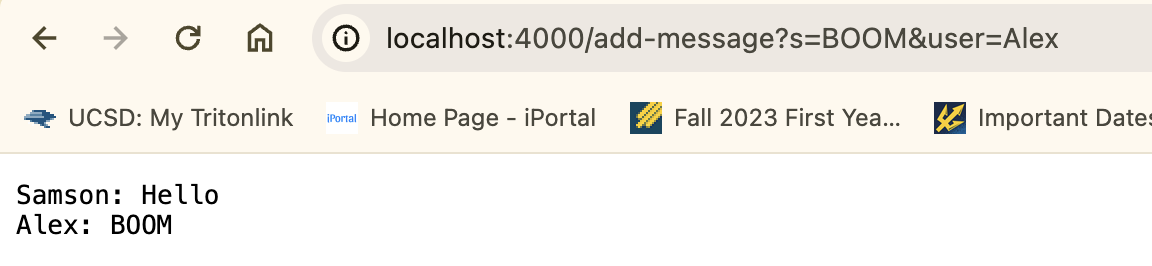 localhost:4000/add-message?s=BOOM&user=Alex
UCSD: My Tritonlink iPortal Home Page - iPortal Fall 2023 First Yea... Important Dates
Samson: Hello
Alex: BOOM